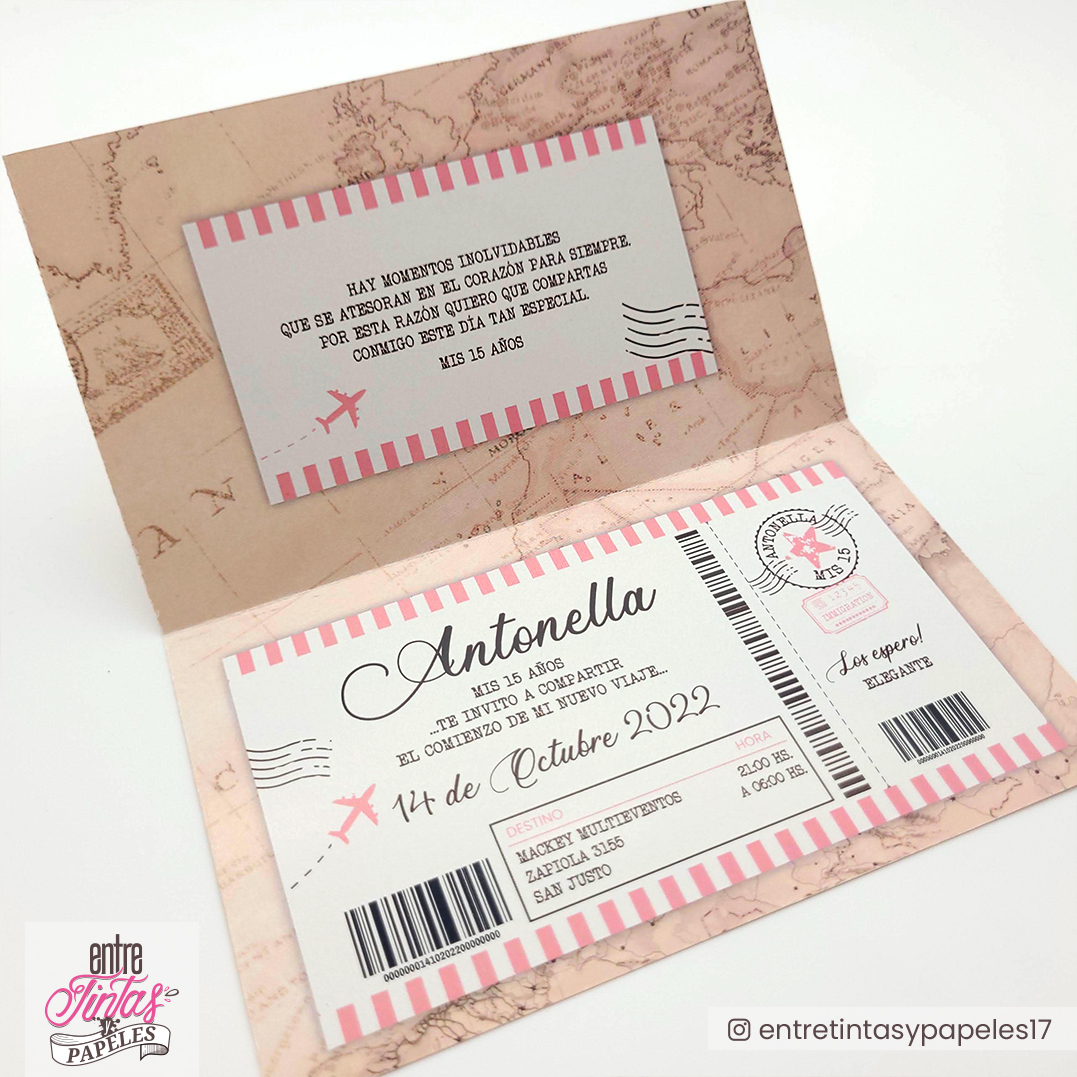 HAY MOMENTOS INOLVIDABLES
QUE SE ATESORAN EN EL CORAZÓN PARA SIEMPRE.
POR ESTA RAZÓN QUIERO QUE COMPARTAS
CONMIGO ESTE DÍA TAN ESPECIAL.
MIS 15 AÑOS
Antonella
MIS 15 AÑOS
...TE INVITO A COMPARTIR
EL COMIENZO DE MI NUEVO VIAJE...
14 de Octubre 2022
DESTINO
HORA
MACKEY MULTIEVENTOS
ZAPIOLA 3155
SAN JUSTO
21:00 HS.
A 06:00 HS.
ANTONELLA
MIS 15
IMMIGRATION
Los espero!
ELEGANTE
entre
Tintas
y
PAPELES
entretintasypapeles17